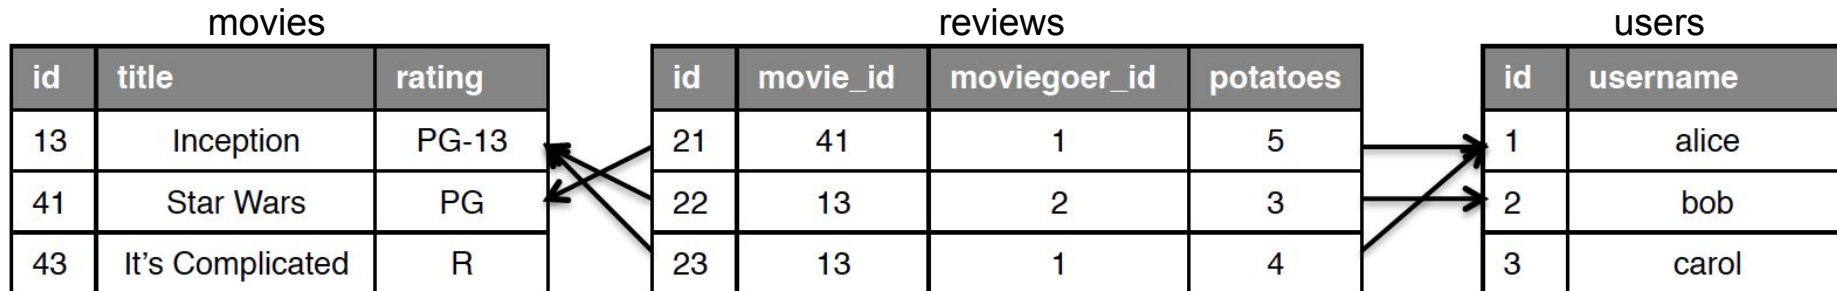 movies reviews users
id title rating id movie_id moviegoer_id potatoes id username
13 Inception PG-13 21 41 1 5 1 alice
41 Star Wars PG 22 13 2 3 2 bob
43 It’s Complicated R 23 13 1 4 3 carol